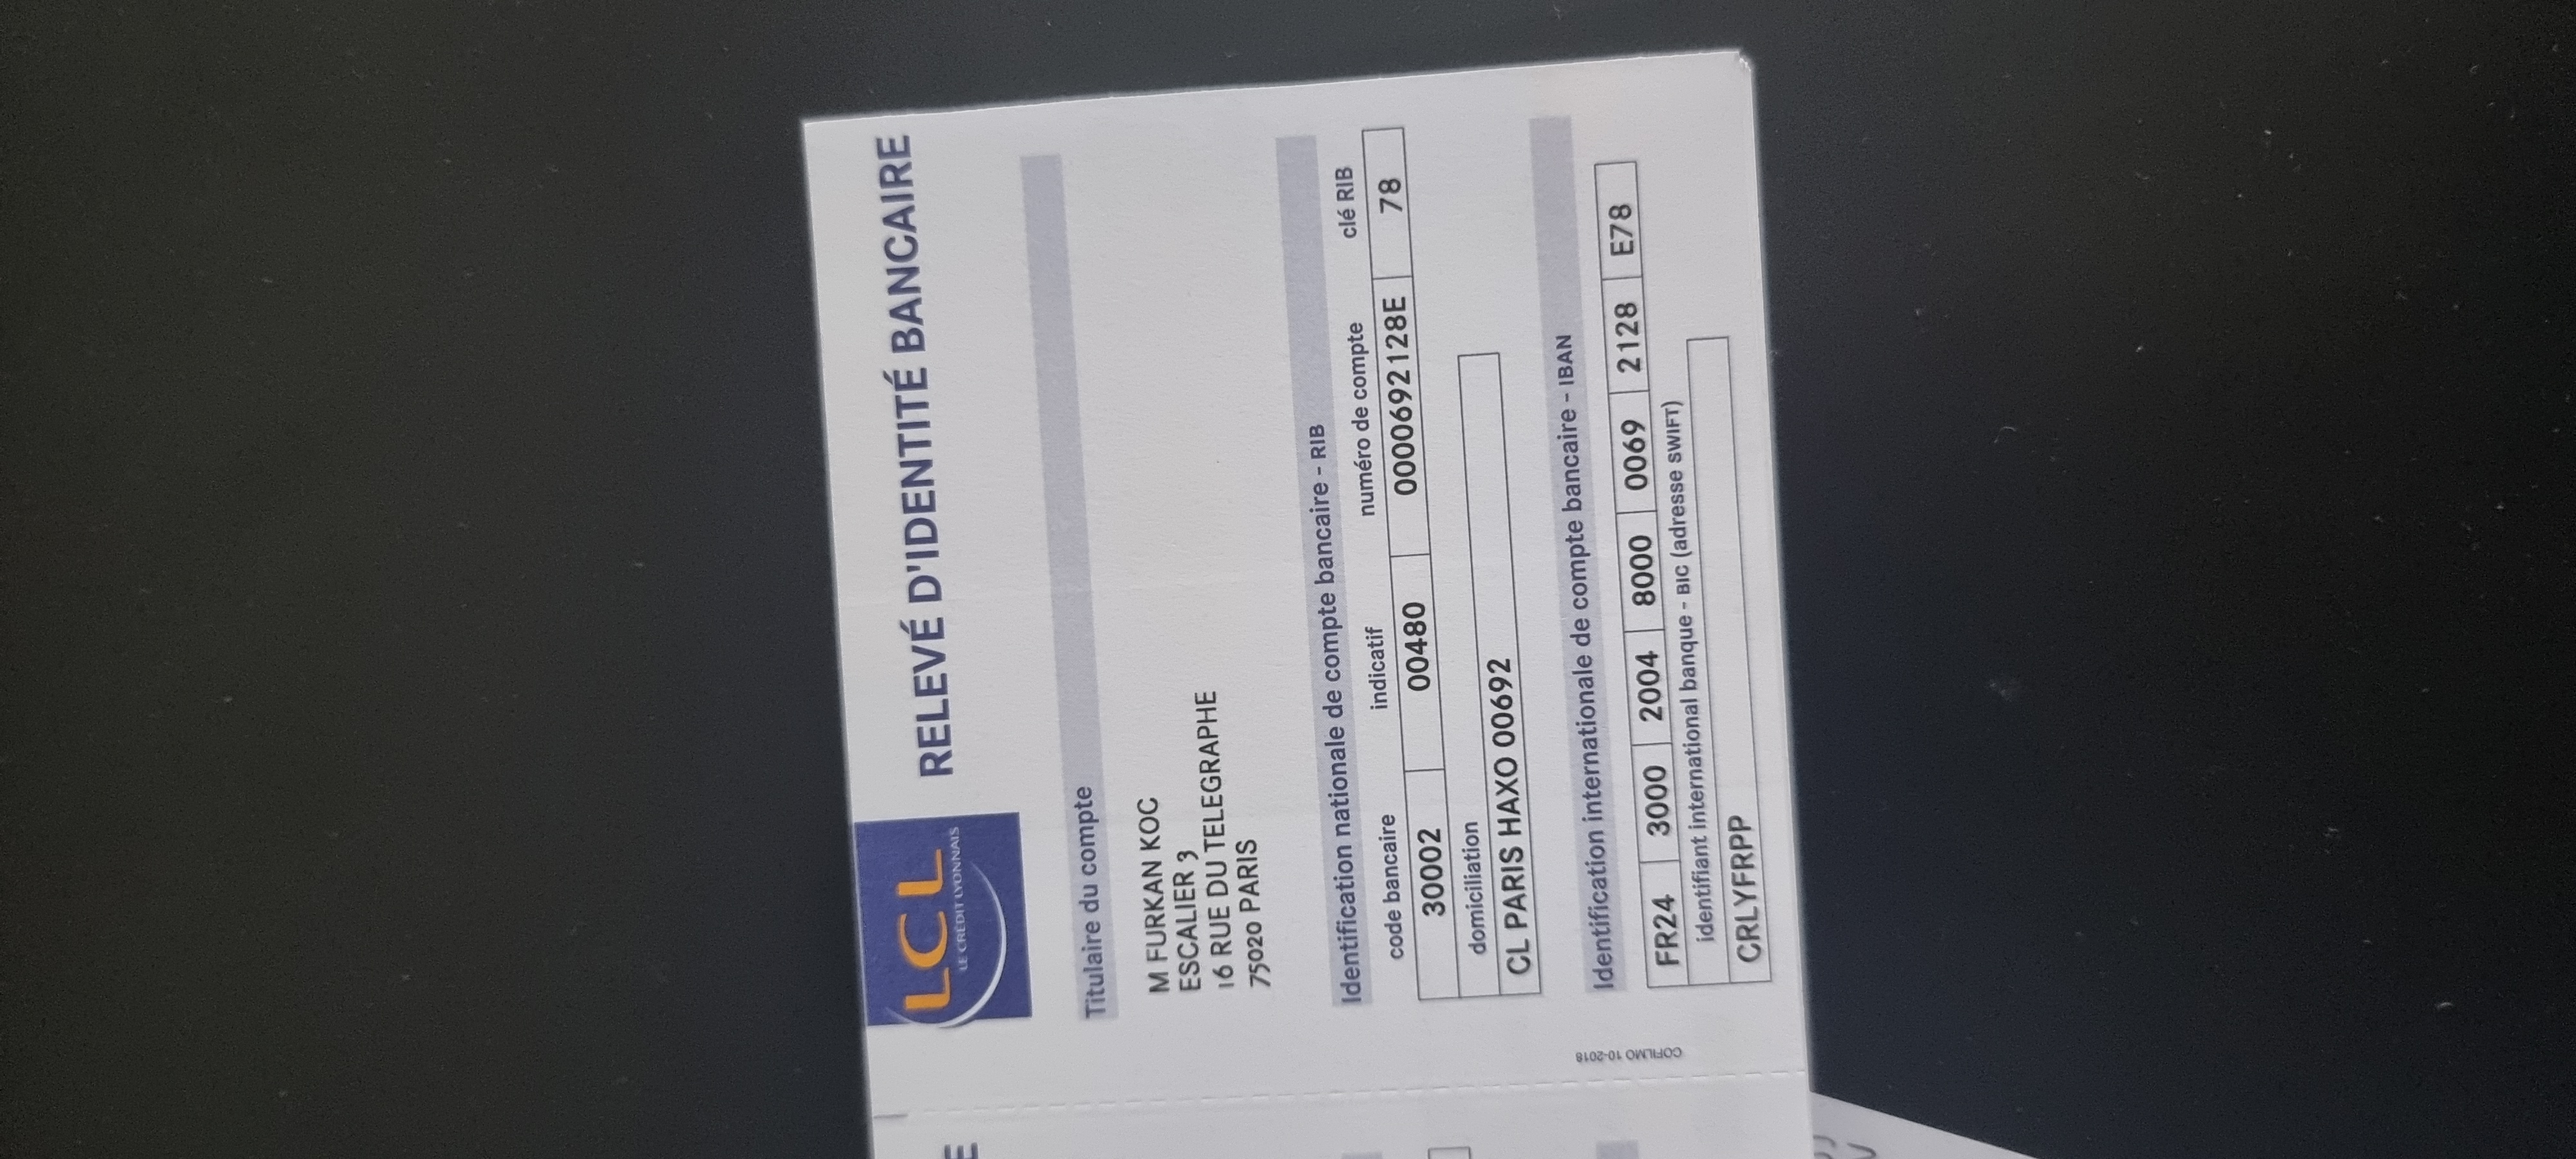 LCL
LE CRÉDIT LYONNAIS
RELEVÉ D'IDENTITÉ BANCAIRE
Titulaire du compte
M FURKAN KOC
ESCALIER 3
16 RUE DU TELEGRAPHE
75020 PARIS
Identification nationale de compte bancaire - RIB
code bancaire indicatif numéro de compte clé RIB
30002 00480 0000692128E 78
domiciliation
CL PARIS HAXO 00692
Identification internationale de compte bancaire - IBAN
FR24 3000 2004 8000 0069 2128 E78
identifiant international banque - BIC (adresse SWIFT)
CRLYFRPP
COFILMO 10-2018
E